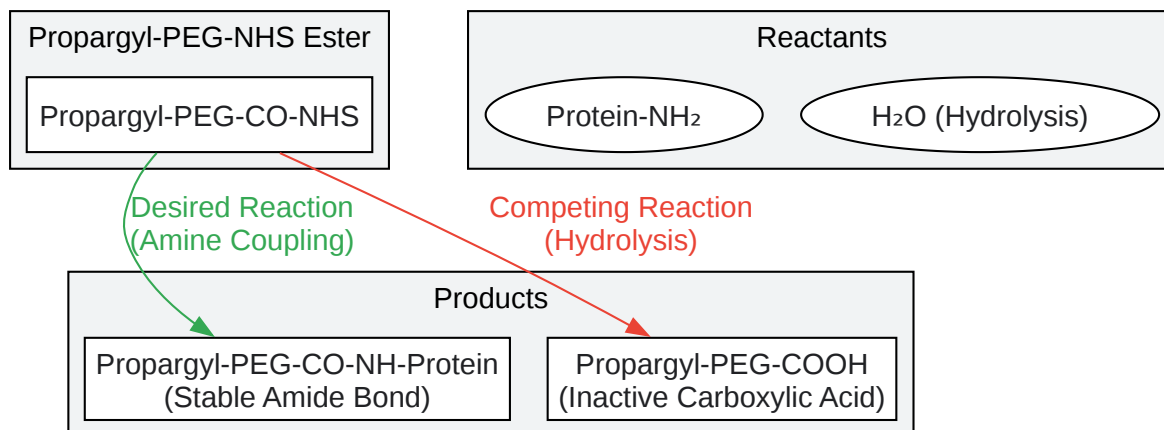 Propargyl-PEG-NHS Ester
Propargyl-PEG-CO-NHS
Reactants
Protein-NH₂
H₂O (Hydrolysis)
Desired Reaction
(Amine Coupling)
Competing Reaction
(Hydrolysis)
Products
Propargyl-PEG-CO-NH-Protein
(Stable Amide Bond)
Propargyl-PEG-COOH
(Inactive Carboxylic Acid)